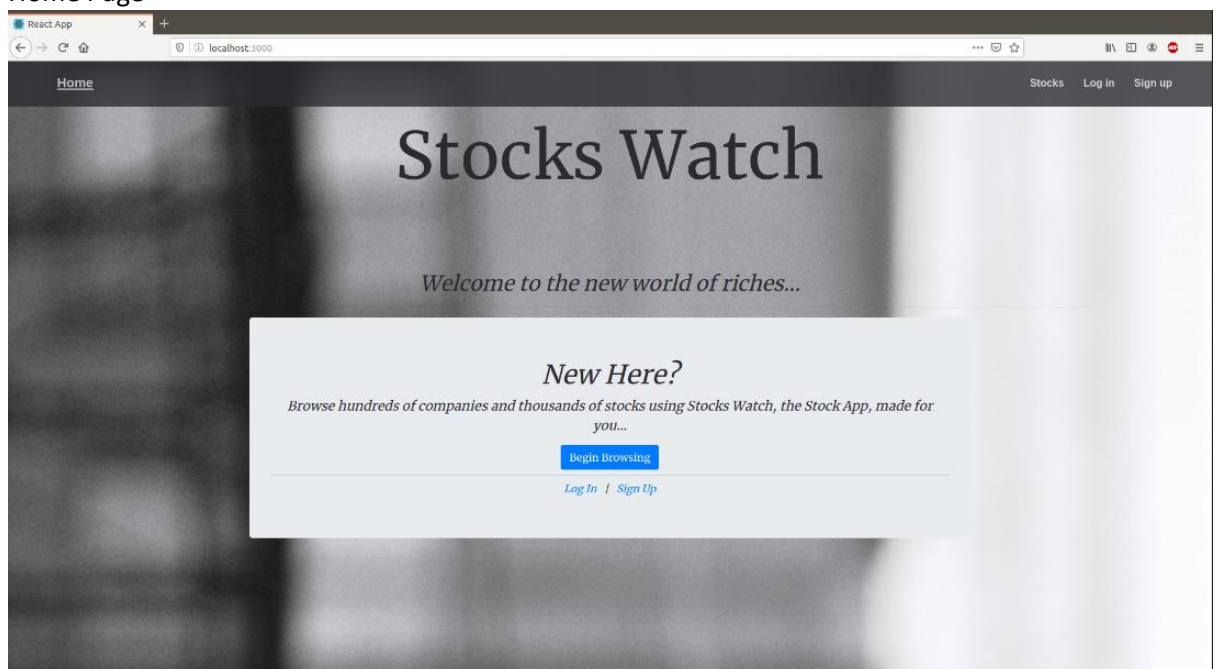 Home Page
React App
localhost:3000
Home Stocks Log in Sign up
Stocks Watch
Welcome to the new world of riches...
New Here?
Browse hundreds of companies and thousands of stocks using Stocks Watch, the Stock App, made for
you...
Begin Browsing
Log In / Sign Up